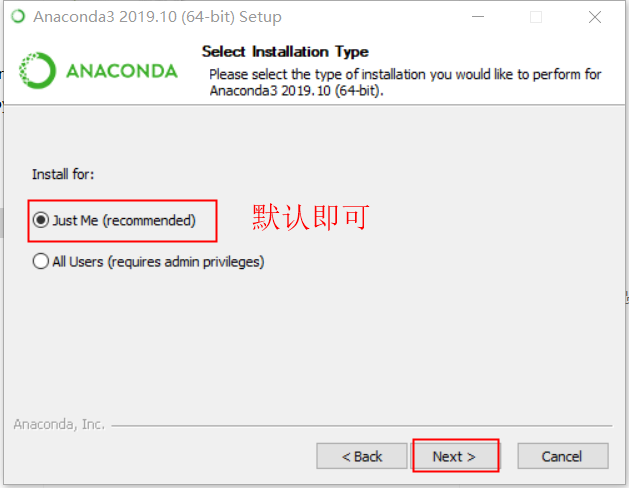 Anaconda3 2019.10 (64-bit) Setup
ANACONDA
Select Installation Type
Please select the type of installation you would like to perform for
Anaconda3 2019.10 (64-bit).
Install for:
Just Me (recommended)
默认即可
All Users (requires admin privileges)
Anaconda, Inc.
< Back
Next >
Cancel